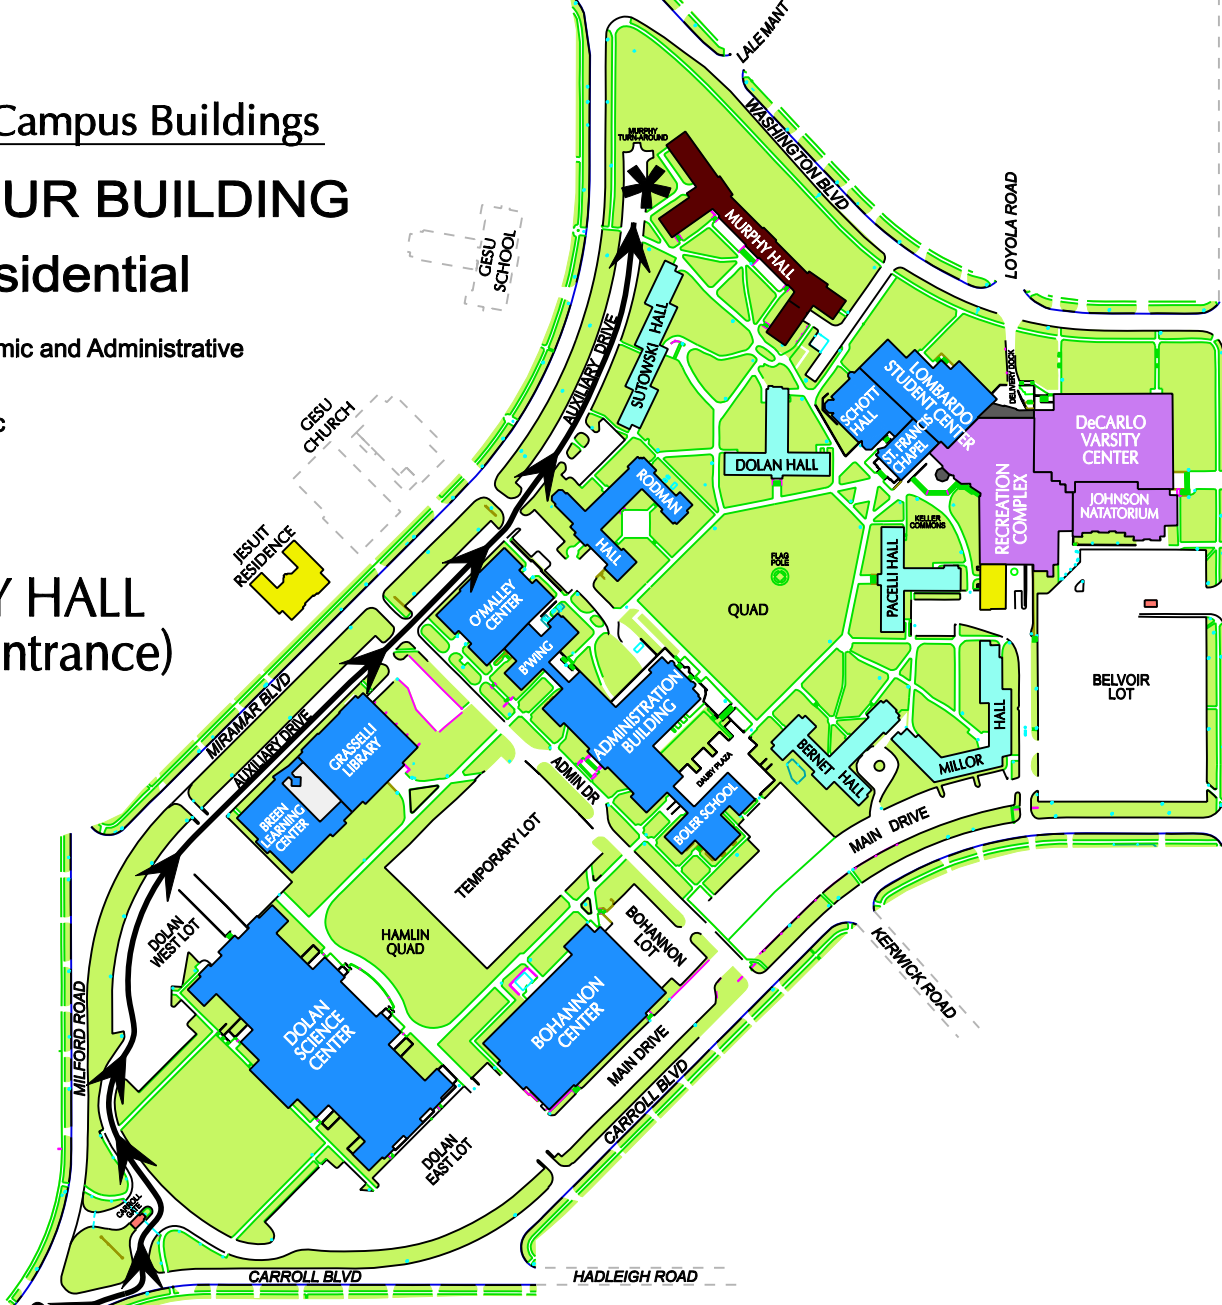 Campus Buildings
UR BUILDING
sidential
mic and Administrative
c
Y HALL
ntrance)
LALE MANT
WASHINGTON BLVD
LOYOLA ROAD
MURPHY
TURN-AROUND
MURPHY HALL
GESU
SCHOOL
SUTOWSKI HALL
AUXILIARY DRIVE
GESU
CHURCH
DELIVERY DOCK
LOMBARDO
STUDENT CENTER
SCHOTT
HALL
ST. FRANCIS
CHAPEL
DeCARLO
VARSITY
CENTER
JOHNSON
NATATORIUM
RECREATION
COMPLEX
DOLAN HALL
RODMAN
HALL
KELLER
COMMONS
JESUIT
RESIDENCE
FLAG
POLE
QUAD
PACELLI HALL
O'MALLEY
CENTER
B'WING
ADMINISTRATION
BUILDING
BELVOIR
LOT
MIRAMAR BLVD
AUXILIARY DRIVE
GRASSELLI
LIBRARY
BREEN
LEARNING
CENTER
ADMIN DR
DAUBY PLAZA
BOLER SCHOOL
BERNET HALL
MILLOR
HALL
MAIN DRIVE
TEMPORARY LOT
HAMLIN
QUAD
BOHANNON
LOT
DOLAN
WEST LOT
DOLAN
SCIENCE
CENTER
BOHANNON
CENTER
KERWICK ROAD
MILFORD ROAD
MAIN DRIVE
CARROLL BLVD
DOLAN
EAST LOT
CARROLL
GATE
CARROLL BLVD
HADLEIGH ROAD